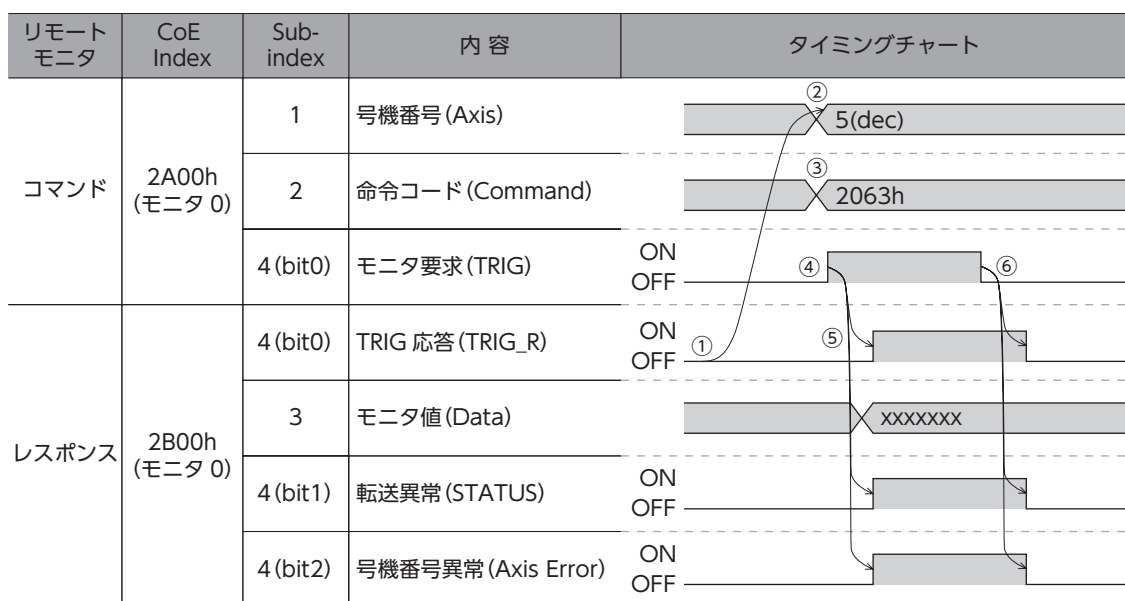 リモート
モニタ
CoE
Index
Sub-
index
内 容
タイミングチャート
コマンド
2A00h
(モニタ 0)
1
号機番号(Axis)
②
5(dec)
2
命令コード(Command)
③
2063h
4(bit0)
モニタ要求(TRIG)
ON
OFF
④
⑥
レスポンス
2B00h
(モニタ 0)
4(bit0)
TRIG 応答(TRIG_R)
ON
OFF
①
⑤
3
モニタ値(Data)
xxxxxxx
4(bit1)
転送異常(STATUS)
ON
OFF
4(bit2)
号機番号異常(Axis Error)
ON
OFF